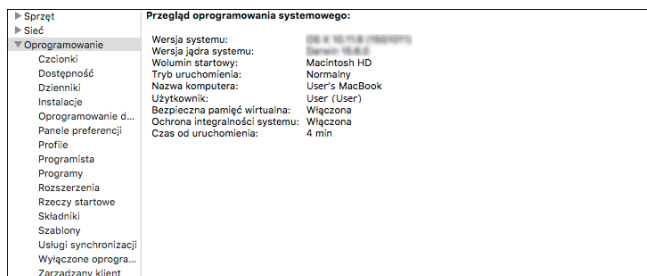 Sprzęt
Sieć
Oprogramowanie
Czcionki
Dostępność
Dzienniki
Instalacje
Oprogramowanie d...
Panele preferencji
Profile
Programista
Programy
Rozszerzenia
Rzeczy startowe
Składniki
Szablony
Usługi synchronizacji
Wyłączone oprogra...
Zarządzany klient
Przegląd oprogramowania systemowego:
Wersja systemu:
Wersja jądra systemu:
Wolumin startowy: Macintosh HD
Tryb uruchomienia: Normalny
Nazwa komputera: User's MacBook
Użytkownik: User (User)
Bezpieczna pamięć wirtualna: Włączona
Ochrona integralności systemu: Włączona
Czas od uruchomienia: 4 min